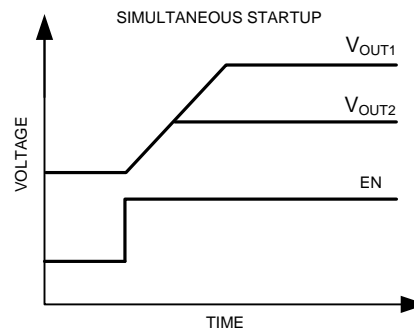 SIMULTANEOUS STARTUP
VOUT1
VOUT2
VOLTAGE
EN
TIME